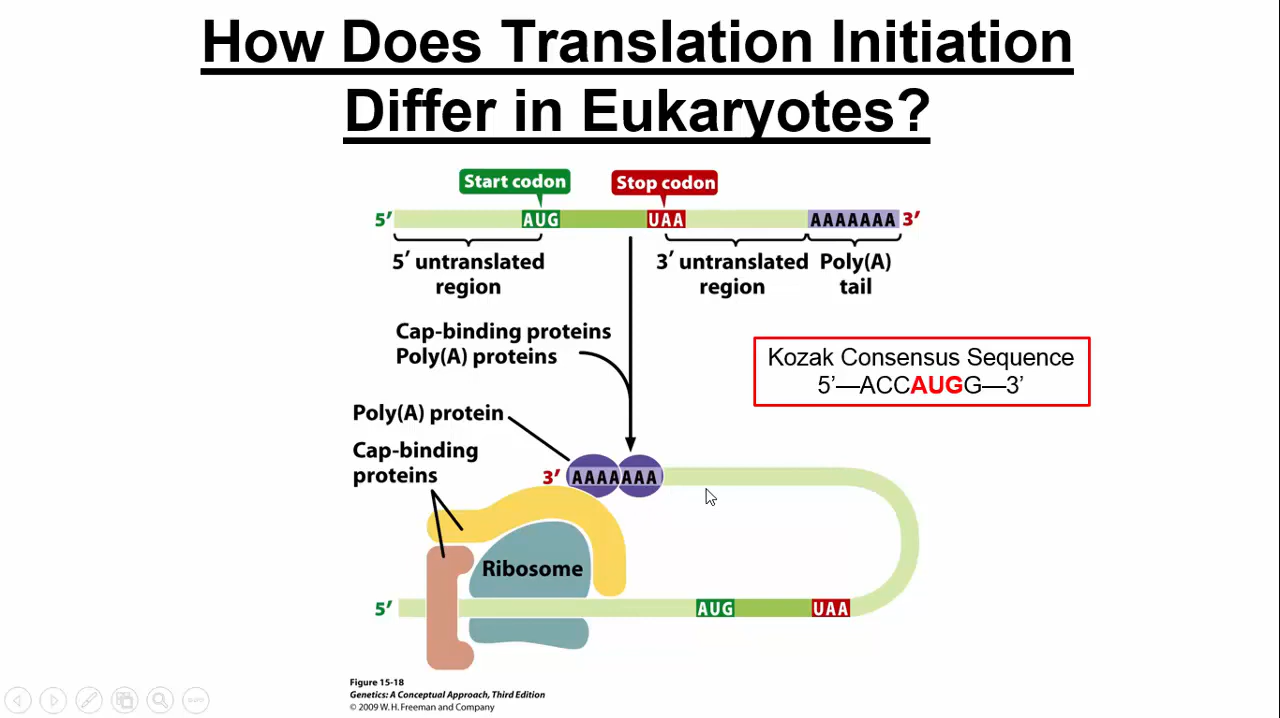 How Does Translation Initiation
Differ in Eukaryotes?
Start codon
Stop codon
5′ AUG UAA AAAAAAA 3′
5′ untranslated
region
3′ untranslated
region
Poly(A)
tail
Cap-binding proteins
Poly(A) proteins
Kozak Consensus Sequence
5’—ACCAUGG—3’
Poly(A) protein
Cap-binding
proteins
3′ AAAAAAA
Ribosome
5′ AUG UAA
Figure 15-18
Genetics: A Conceptual Approach, Third Edition
© 2009 W. H. Freeman and Company